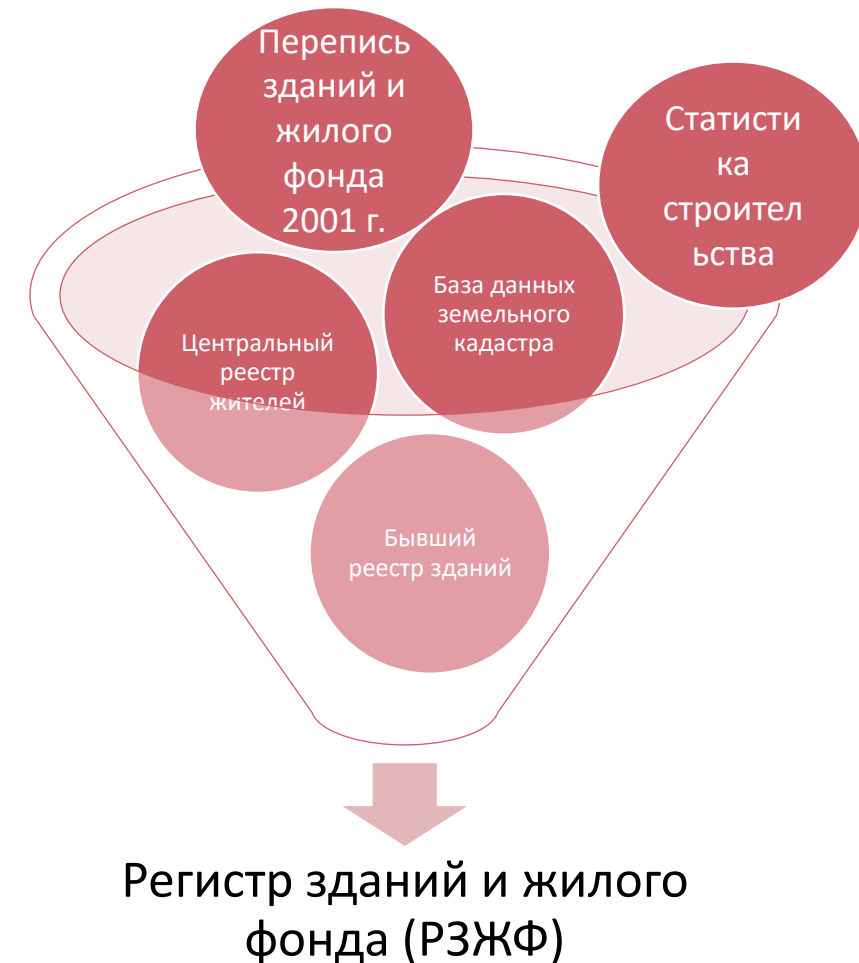 Перепись
зданий и
жилого
фонда
2001 г.
Статисти
ка
строител
ьства
База данных
земельного
кадастра
Центральный
реестр
жителей
Бывший
реестр зданий
Регистр зданий и жилого
фонда (РЗЖФ)